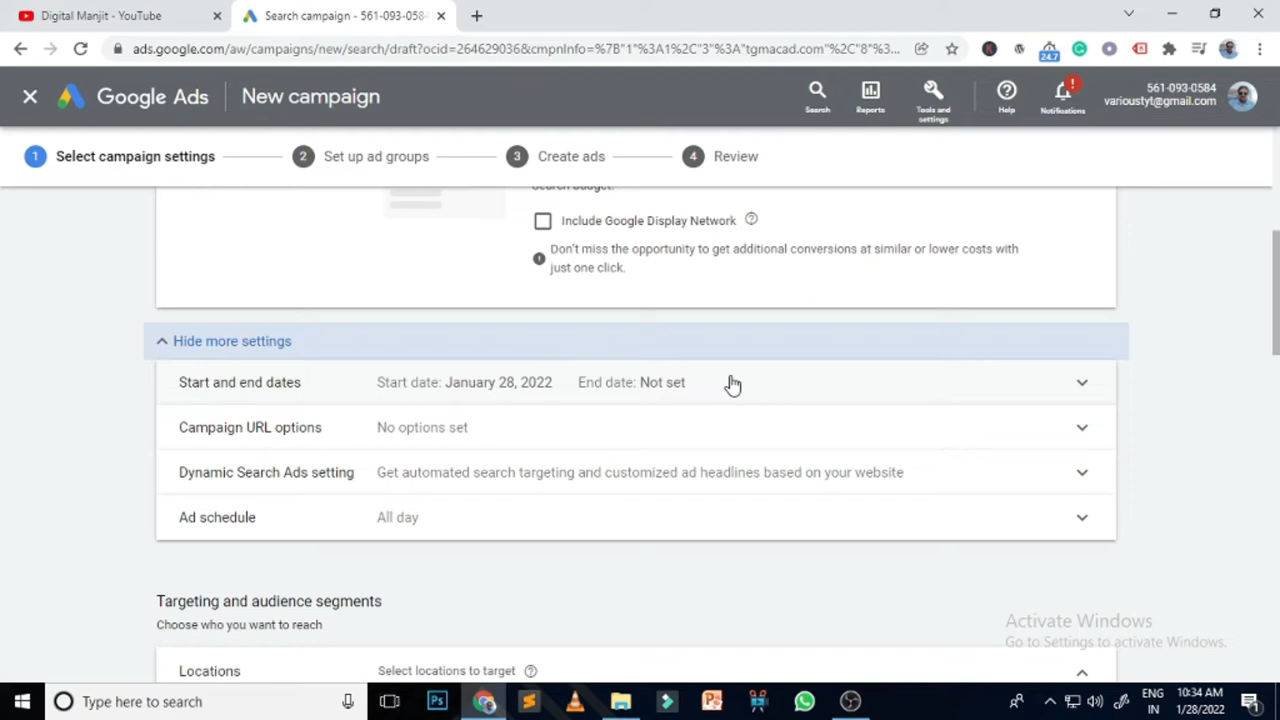 Digital Manjit - YouTube
Search campaign - 561-093-0584
ads.google.com/aw/campaigns/new/search/draft?ocid=264629036&cmpnInfo=%7B"1"%3A1%2C"3"%3A"tgmacad.com"%2C"8"%3...
24.7
Google Ads
New campaign
Search
Reports
Tools and settings
Help
Notifications
561-093-0584
varioustyt@gmail.com
1 Select campaign settings
2 Set up ad groups
3 Create ads
4 Review
Search budget.
Include Google Display Network
Don't miss the opportunity to get additional conversions at similar or lower costs with
just one click.
Hide more settings
Start and end dates Start date: January 28, 2022 End date: Not set
Campaign URL options No options set
Dynamic Search Ads setting Get automated search targeting and customized ad headlines based on your website
Ad schedule All day
Targeting and audience segments
Choose who you want to reach
Activate Windows
Go to Settings to activate Windows.
Locations Select locations to target
Type here to search
Ps
ENG
IN
10:34 AM
1/28/2022
1